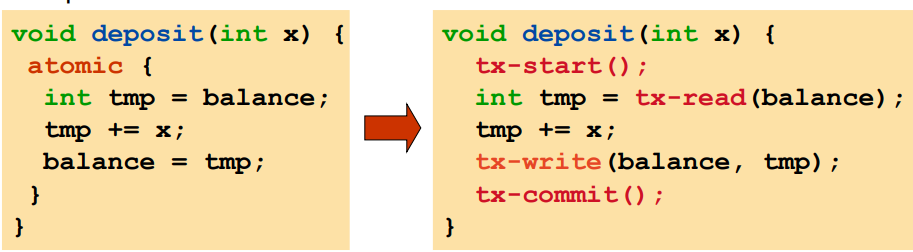 void deposit(int x) {
atomic {
int tmp = balance;
tmp += x;
balance = tmp;
}
}
void deposit(int x) {
tx-start();
int tmp = tx-read(balance);
tmp += x;
tx-write(balance, tmp);
tx-commit();
}